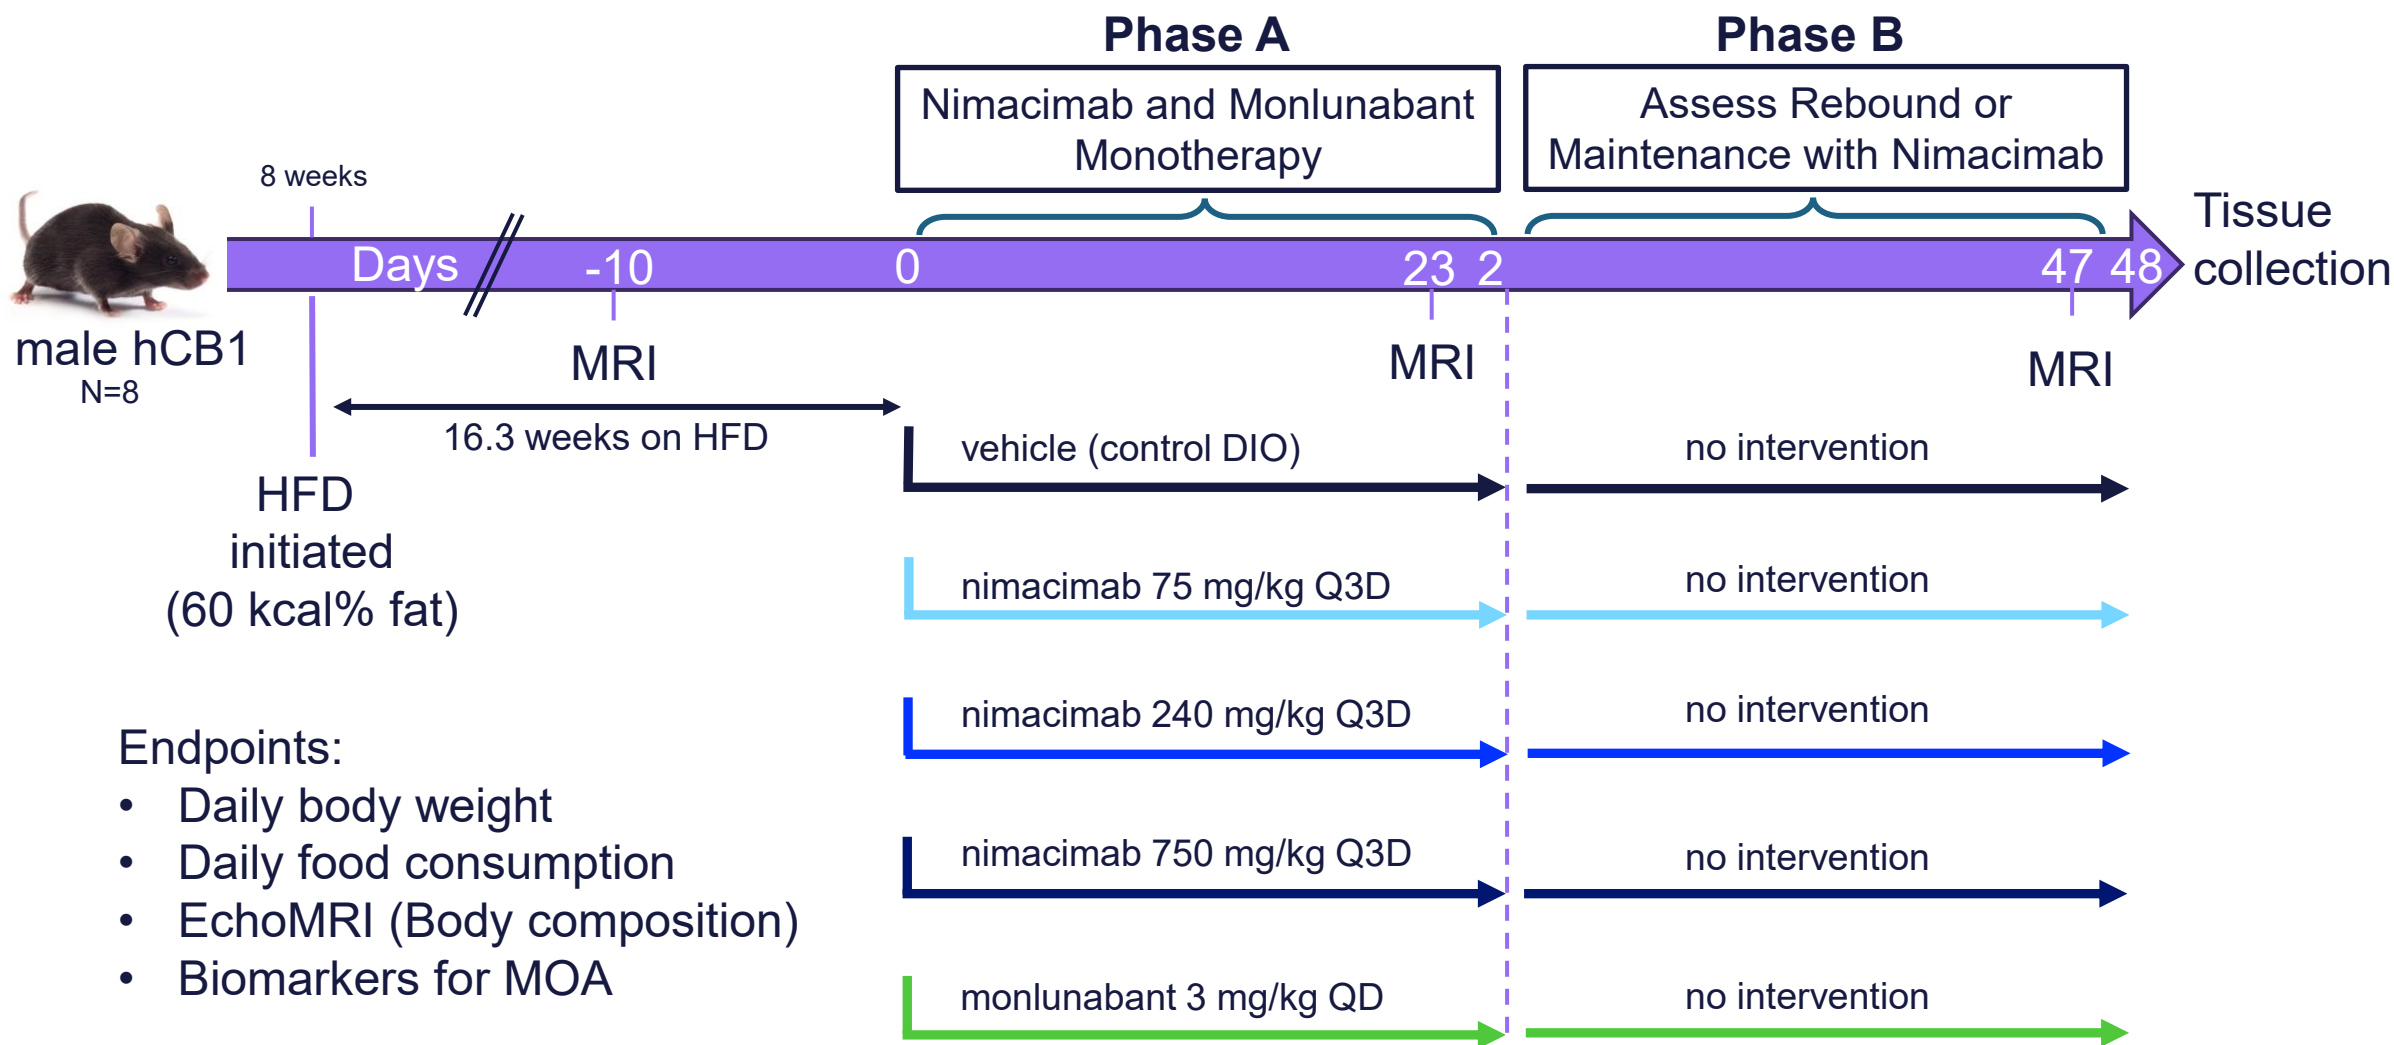 Phase A
Phase B
Nimacimab and Monlunabant
Monotherapy
Assess Rebound or
Maintenance with Nimacimab
8 weeks
Tissue
collection
Days
-10
0
23
2
47
48
male hCB1
N=8
MRI
MRI
MRI
16.3 weeks on HFD
HFD
initiated
(60 kcal% fat)
vehicle (control DIO)
no intervention
nimacimab 75 mg/kg Q3D
no intervention
nimacimab 240 mg/kg Q3D
no intervention
nimacimab 750 mg/kg Q3D
no intervention
monlunabant 3 mg/kg QD
no intervention
Endpoints:
• Daily body weight
• Daily food consumption
• EchoMRI (Body composition)
• Biomarkers for MOA